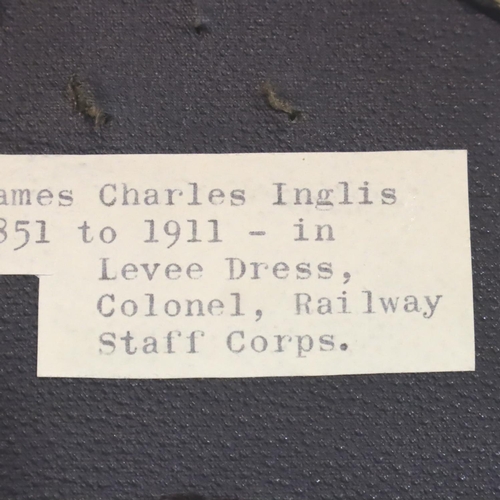 ames Charles Inglis
851 to 1911 - in
Levee Dress,
Colonel, Railway
Staff Corps.